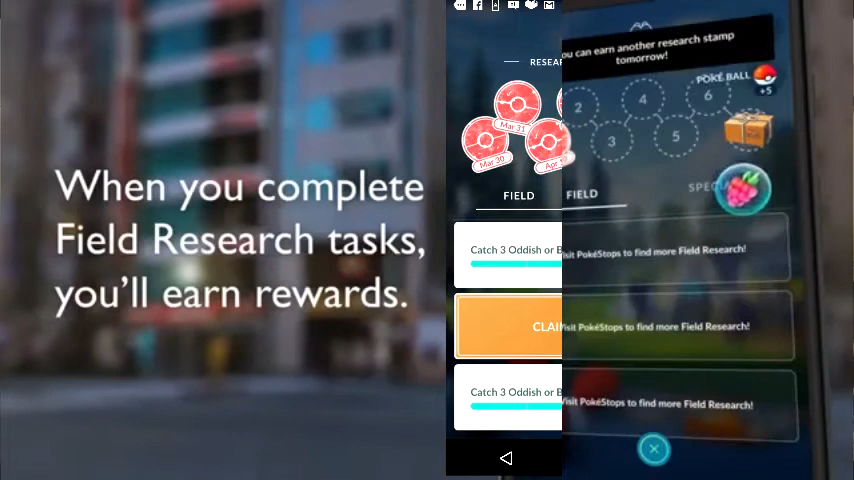 When you complete
Field Research tasks,
you'll earn rewards.
RESEAR
Mar 31
Mar 30
Apr
FIELD
Catch 3 Oddish or B
CLAI
Catch 3 Oddish or B
ou can earn another research stamp
tomorrow!
POKÉ BALL
+5
2
4
6
3
5
FIELD
SPECI
Visit PokéStops to find more Field Research!
Visit PokéStops to find more Field Research!
Visit PokéStops to find more Field Research!